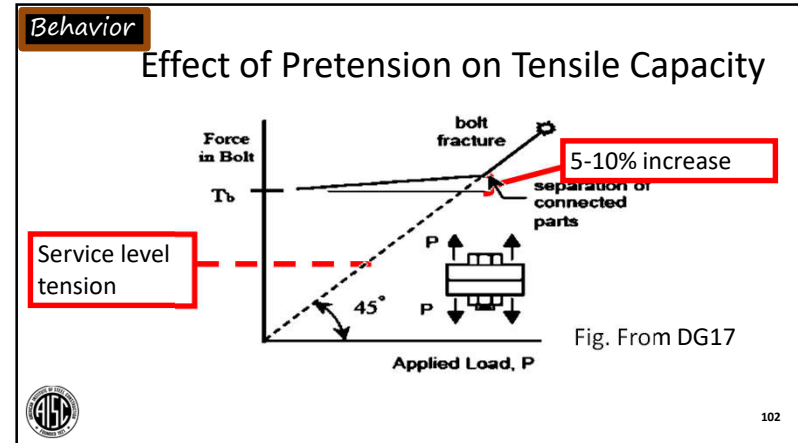 Behavior
Effect of Pretension on Tensile Capacity
Force
in Bolt
bolt
fracture
5-10% increase
Tb
separation of
connected
parts
Service level
tension
P
45°
P
Fig. From DG17
Applied Load, P
AISC
102